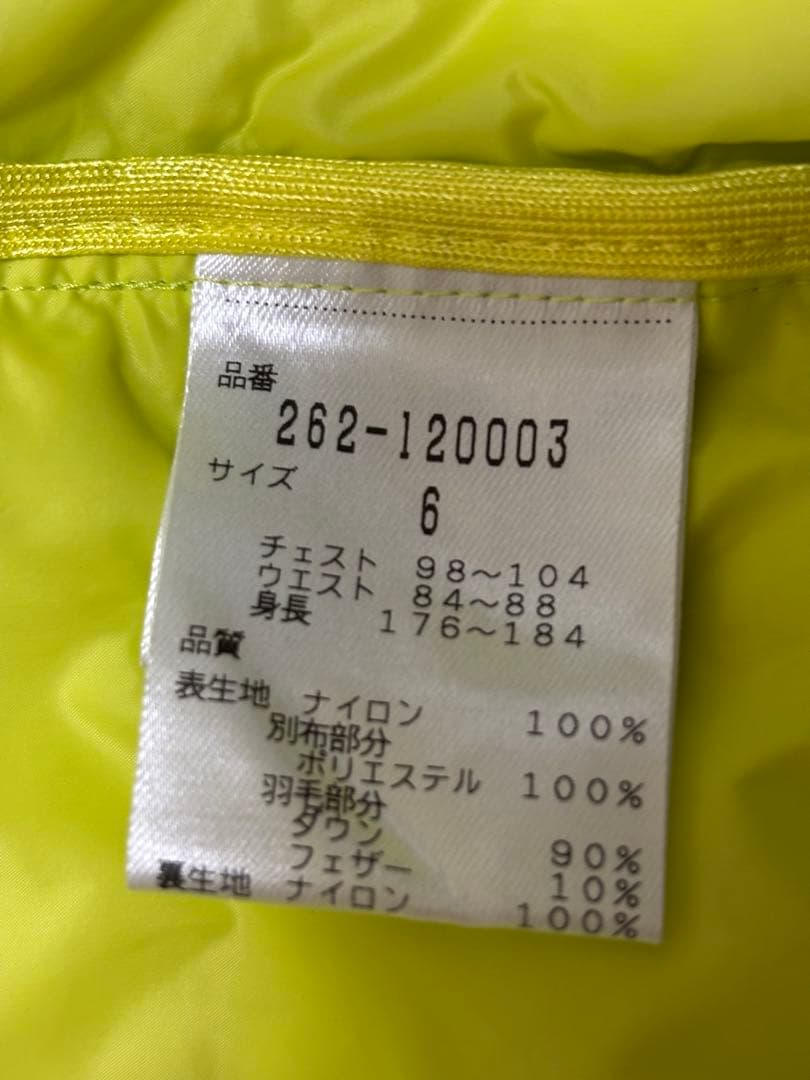 品番
262-120003
サイズ
6
チェスト 98～104
ウエスト 84～88
身長 176～184
品質
表生地 ナイロン 100%
別布部分
ポリエステル 100%
羽毛部分
ダウン 90%
フェザー 10%
裏生地 ナイロン 100%